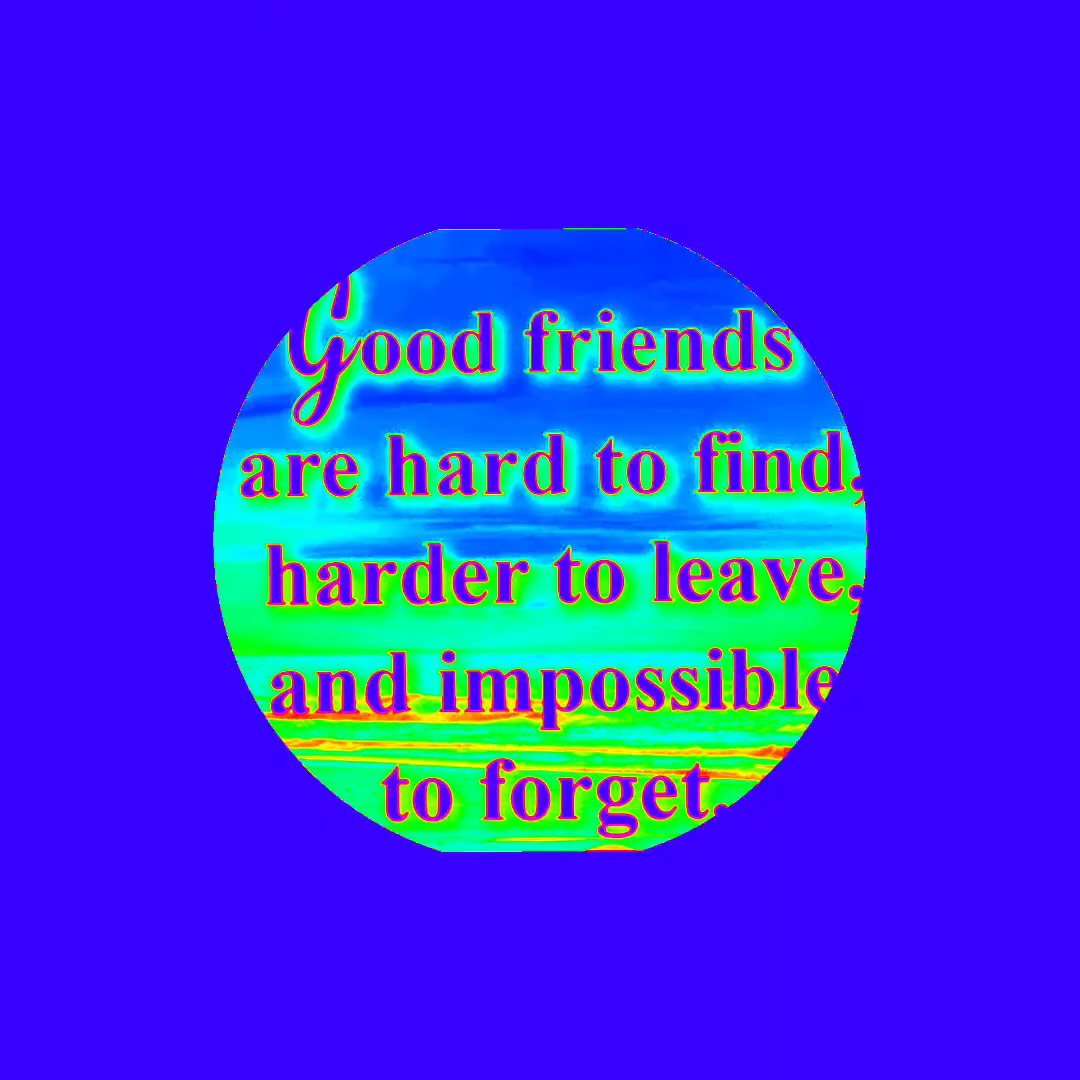 Good friends
are hard to find,
harder to leave,
and impossible
to forget.